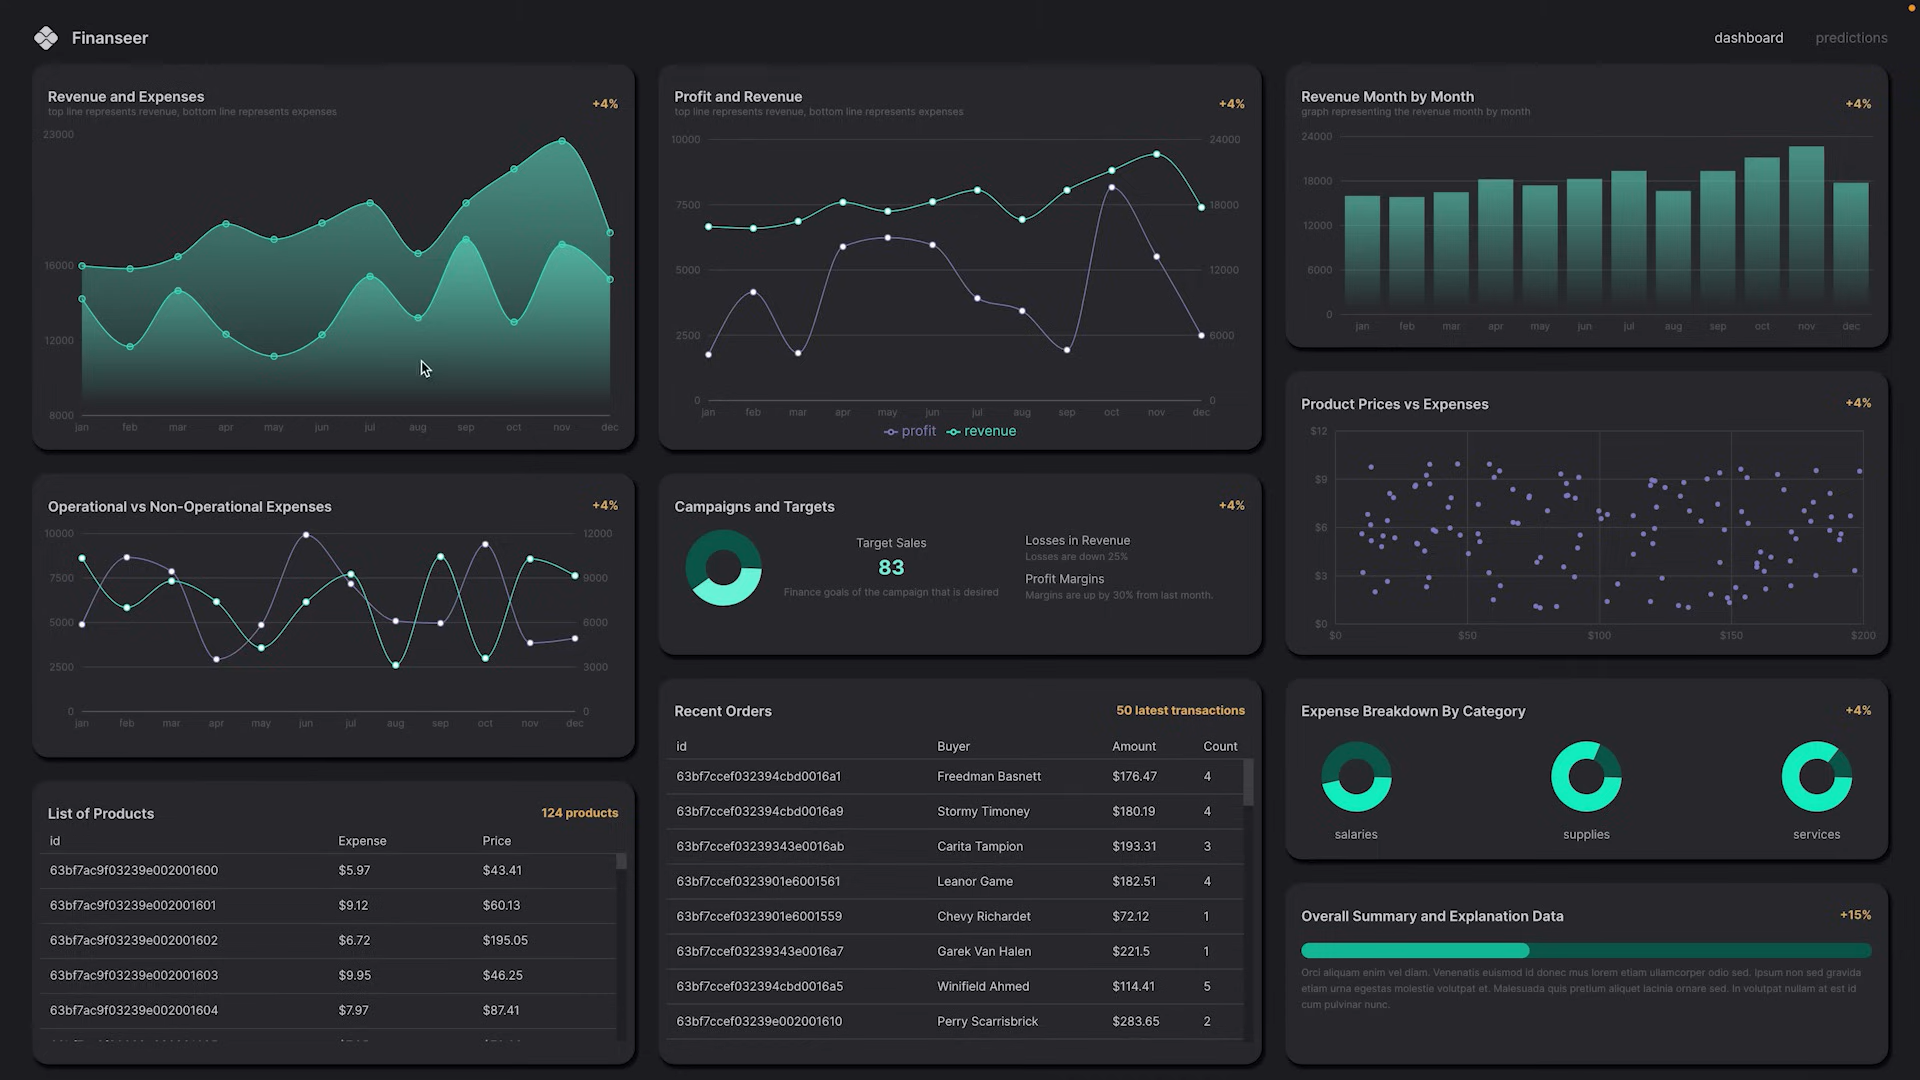 Finanseer
dashboard
predictions
Revenue and Expenses
top line represents revenue, bottom line represents expenses
+4%
23000
16000
12000
8000
jan feb mar apr may jun jul aug sep oct nov dec
Profit and Revenue
top line represents revenue, bottom line represents expenses
+4%
10000 24000
7500 18000
5000 12000
2500 6000
0 0
jan feb mar apr may jun jul aug sep oct nov dec
profit revenue
Revenue Month by Month
graph representing the revenue month by month
+4%
24000
18000
12000
6000
0
jan feb mar apr may jun jul aug sep oct nov dec
Operational vs Non-Operational Expenses
+4%
10000 12000
7500 9000
5000 6000
2500 3000
0 0
jan feb mar apr may jun jul aug sep oct nov dec
Campaigns and Targets
+4%
Target Sales
83
Finance goals of the campaign that is desired
Losses in Revenue
Losses are down 25%
Profit Margins
Margins are up by 30% from last month.
Product Prices vs Expenses
+4%
$12
$9
$6
$3
$0
$0 $50 $100 $150 $200
List of Products
124 products
id Expense Price
63bf7ac9f03239e002001600 $5.97 $43.41
63bf7ac9f03239e002001601 $9.12 $60.13
63bf7ac9f03239e002001602 $6.72 $195.05
63bf7ac9f03239e002001603 $9.95 $46.25
63bf7ac9f03239e002001604 $7.97 $87.41
Recent Orders
50 latest transactions
id Buyer Amount Count
63bf7ccef032394cbd0016a1 Freedman Basnett $176.47 4
63bf7ccef032394cbd0016a9 Stormy Timoney $180.19 4
63bf7ccef03239343e0016ab Carita Tampion $193.31 3
63bf7ccef0323901e6001561 Leanor Game $182.51 4
63bf7ccef0323901e6001559 Chevy Richardet $72.12 1
63bf7ccef03239343e0016a7 Garek Van Halen $221.5 1
63bf7ccef032394cbd0016a5 Winifield Ahmed $114.41 5
63bf7ccef03239e002001610 Perry Scarrisbrick $283.65 2
Expense Breakdown By Category
+4%
salaries supplies services
Overall Summary and Explanation Data
+15%
Orci aliquam enim vel diam. Venenatis euismod id donec mus lorem etiam ullamcorper odio sed. Ipsum non sed gravida
etiam urna egestas molestie volutpat et. Malesuada quis pretium aliquet lacinia ornare sed. In volutpat nullam at est id
cum pulvinar nunc.